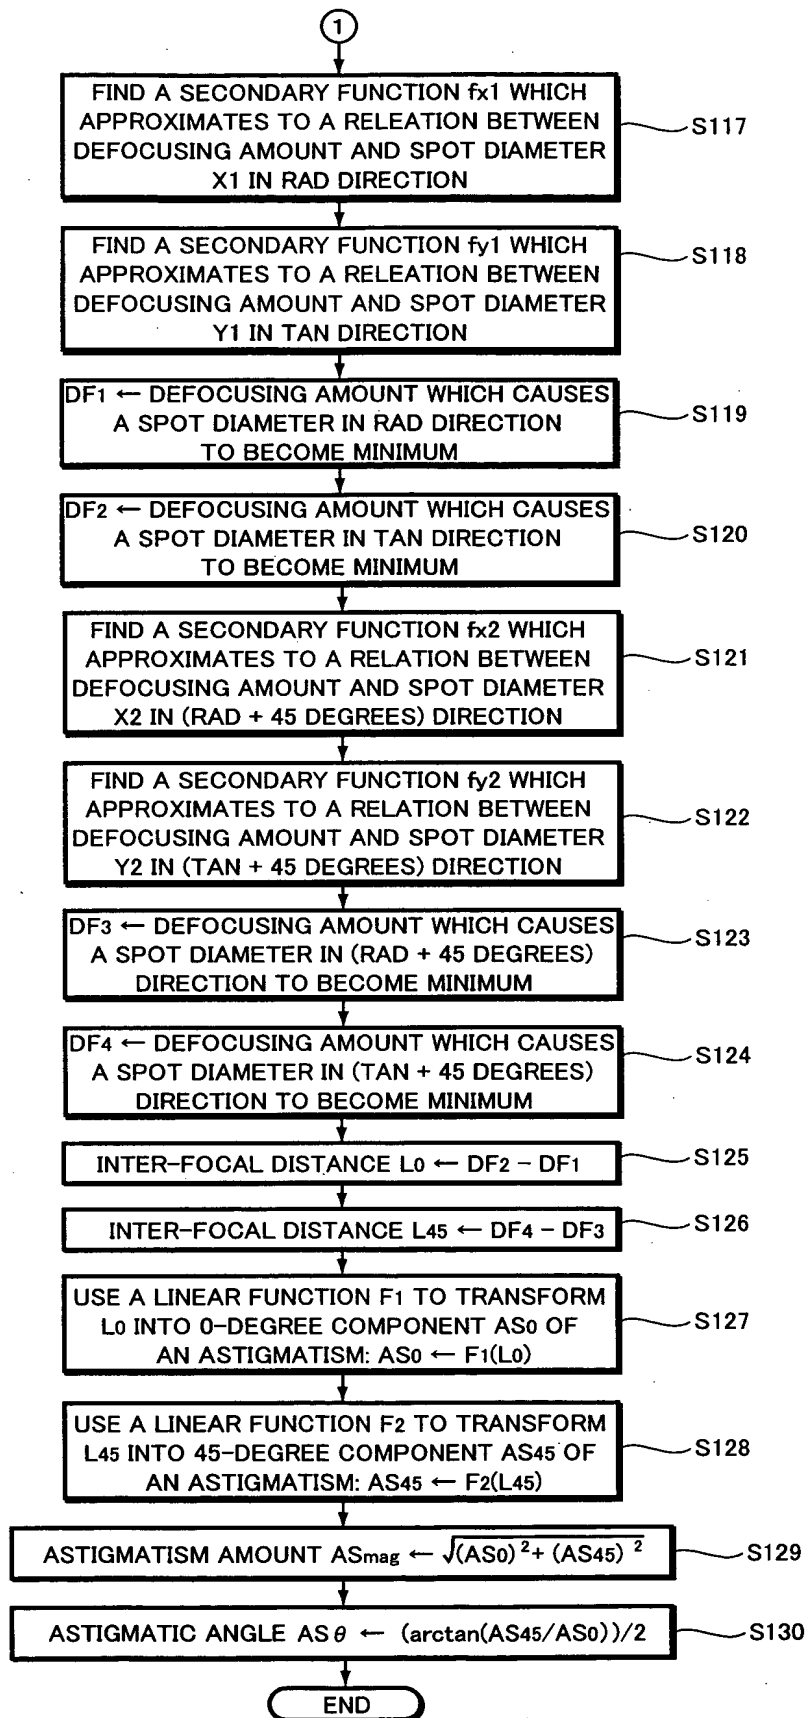 1
FIND A SECONDARY FUNCTION fx1 WHICH
APPROXIMATES TO A RELEATION BETWEEN
DEFOCUSING AMOUNT AND SPOT DIAMETER
X1 IN RAD DIRECTION
S117
FIND A SECONDARY FUNCTION fy1 WHICH
APPROXIMATES TO A RELEATION BETWEEN
DEFOCUSING AMOUNT AND SPOT DIAMETER
Y1 IN TAN DIRECTION
S118
DF1 ← DEFOCUSING AMOUNT WHICH CAUSES
A SPOT DIAMETER IN RAD DIRECTION
TO BECOME MINIMUM
S119
DF2 ← DEFOCUSING AMOUNT WHICH CAUSES
A SPOT DIAMETER IN TAN DIRECTION
TO BECOME MINIMUM
S120
FIND A SECONDARY FUNCTION fx2 WHICH
APPROXIMATES TO A RELATION BETWEEN
DEFOCUSING AMOUNT AND SPOT DIAMETER
X2 IN (RAD + 45 DEGREES) DIRECTION
S121
FIND A SECONDARY FUNCTION fy2 WHICH
APPROXIMATES TO A RELATION BETWEEN
DEFOCUSING AMOUNT AND SPOT DIAMETER
Y2 IN (TAN + 45 DEGREES) DIRECTION
S122
DF3 ← DEFOCUSING AMOUNT WHICH CAUSES
A SPOT DIAMETER IN (RAD + 45 DEGREES)
DIRECTION TO BECOME MINIMUM
S123
DF4 ← DEFOCUSING AMOUNT WHICH CAUSES
A SPOT DIAMETER IN (TAN + 45 DEGREES)
DIRECTION TO BECOME MINIMUM
S124
INTER-FOCAL DISTANCE L0 ← DF2 - DF1
S125
INTER-FOCAL DISTANCE L45 ← DF4 - DF3
S126
USE A LINEAR FUNCTION F1 TO TRANSFORM
L0 INTO 0-DEGREE COMPONENT AS0 OF
AN ASTIGMATISM: AS0 ← F1(L0)
S127
USE A LINEAR FUNCTION F2 TO TRANSFORM
L45 INTO 45-DEGREE COMPONENT AS45 OF
AN ASTIGMATISM: AS45 ← F2(L45)
S128
ASTIGMATISM AMOUNT ASmag ← √(AS0)² + (AS45)²
S129
ASTIGMATIC ANGLE ASθ ← (arctan(AS45/AS0))/2
S130
END